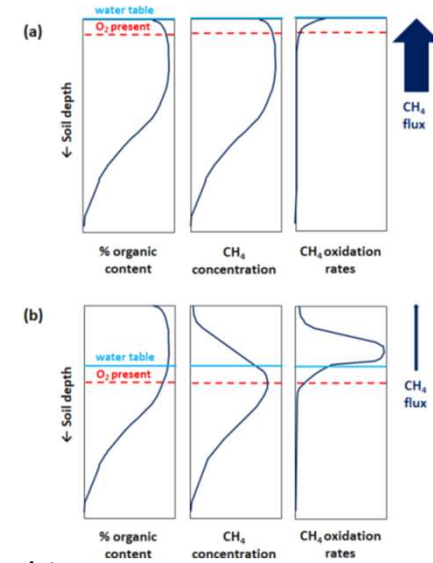 (a)
water table
O₂ present
← Soil depth
CH₄
flux
% organic
content
CH₄
concentration
CH₄ oxidation
rates
(b)
water table
O₂ present
← Soil depth
CH₄
flux
% organic
content
CH₄
concentration
CH₄ oxidation
rates